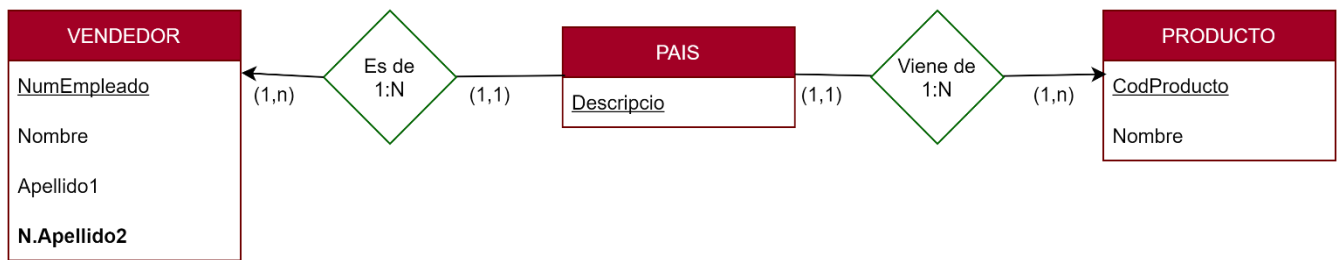 VENDEDOR
NumEmpleado
Nombre
Apellido1
N.Apellido2
(1,n)
Es de
1:N
(1,1)
PAIS
Descripcio
(1,1)
Viene de
1:N
(1,n)
PRODUCTO
CodProducto
Nombre